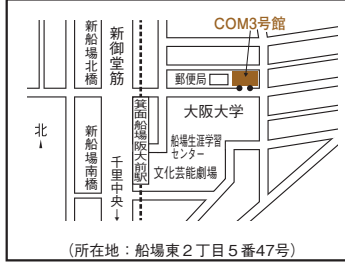 COM3号館
新船場北橋
新御堂筋
郵便局
大阪大学
北
新船場南橋
箕面船場阪大前駅
船場生涯学習
センター
文化芸能劇場
千里中央→
(所在地：船場東2丁目5番47号)